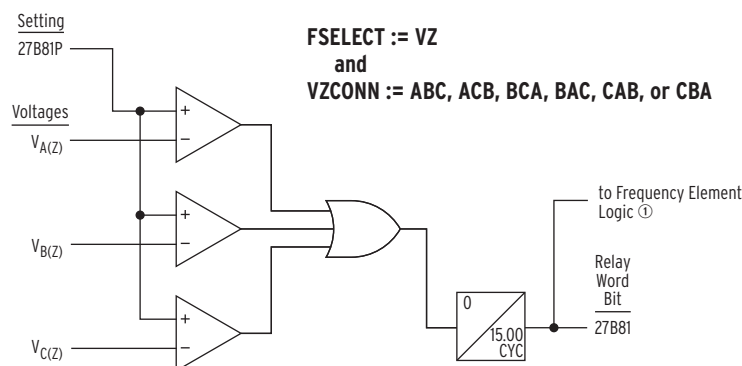 Setting
27B81P
FSELECT := VZ
and
VZCONN := ABC, ACB, BCA, BAC, CAB, or CBA
Voltages
+
VA(Z)
–
+
VB(Z)
–
+
VC(Z)
–
0
15.00
CYC
to Frequency Element
Logic ①
Relay
Word
Bit
27B81